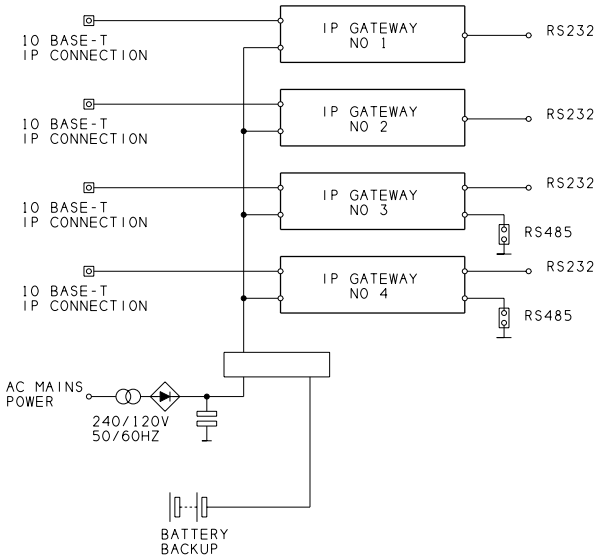 IP GATEWAY
NO 1
RS232
10 BASE-T
IP CONNECTION
IP GATEWAY
NO 2
RS232
10 BASE-T
IP CONNECTION
IP GATEWAY
NO 3
RS232
10 BASE-T
IP CONNECTION
RS485
IP GATEWAY
NO 4
RS232
10 BASE-T
IP CONNECTION
RS485
AC MAINS
POWER
240/120V
50/60HZ
BATTERY
BACKUP